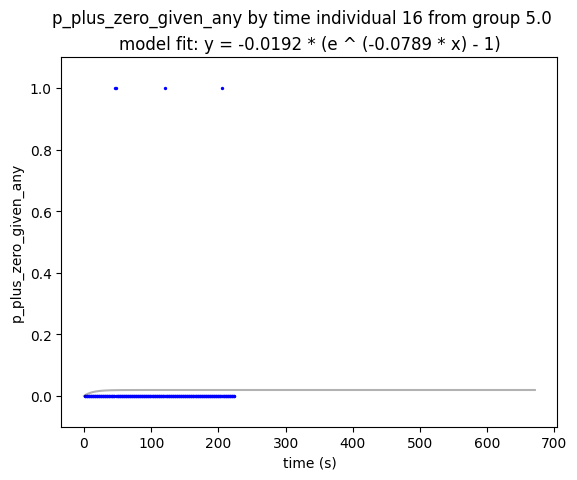 p_plus_zero_given_any by time individual 16 from group 5.0
model fit: y = -0.0192 * (e ^ (-0.0789 * x) - 1)
p_plus_zero_given_any
1.0
0.8
0.6
0.4
0.2
0.0
0 100 200 300 400 500 600 700
time (s)